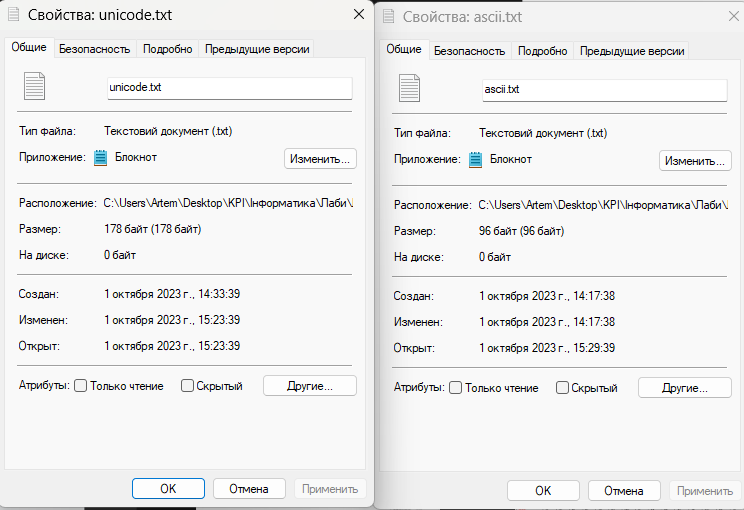 Свойства: unicode.txt
Общие Безопасность Подробно Предыдущие версии
unicode.txt
Тип файла: Текстовий документ (.txt)
Приложение: Блокнот Изменить...
Расположение: C:\Users\Artem\Desktop\KPI\Інформатика\Лаби\
Размер: 178 байт (178 байт)
На диске: 0 байт
Создан: 1 октября 2023 г., 14:33:39
Изменен: 1 октября 2023 г., 15:23:39
Открыт: 1 октября 2023 г., 15:23:39
Атрибуты: Только чтение Скрытый Другие...
OK Отмена Применить
Свойства: ascii.txt
Общие Безопасность Подробно Предыдущие версии
ascii.txt
Тип файла: Текстовий документ (.txt)
Приложение: Блокнот Изменить...
Расположение: C:\Users\Artem\Desktop\KPI\Інформатика\Лаби\
Размер: 96 байт (96 байт)
На диске: 0 байт
Создан: 1 октября 2023 г., 14:17:38
Изменен: 1 октября 2023 г., 14:17:38
Открыт: 1 октября 2023 г., 15:29:39
Атрибуты: Только чтение Скрытый Другие...
OK Отмена Применить